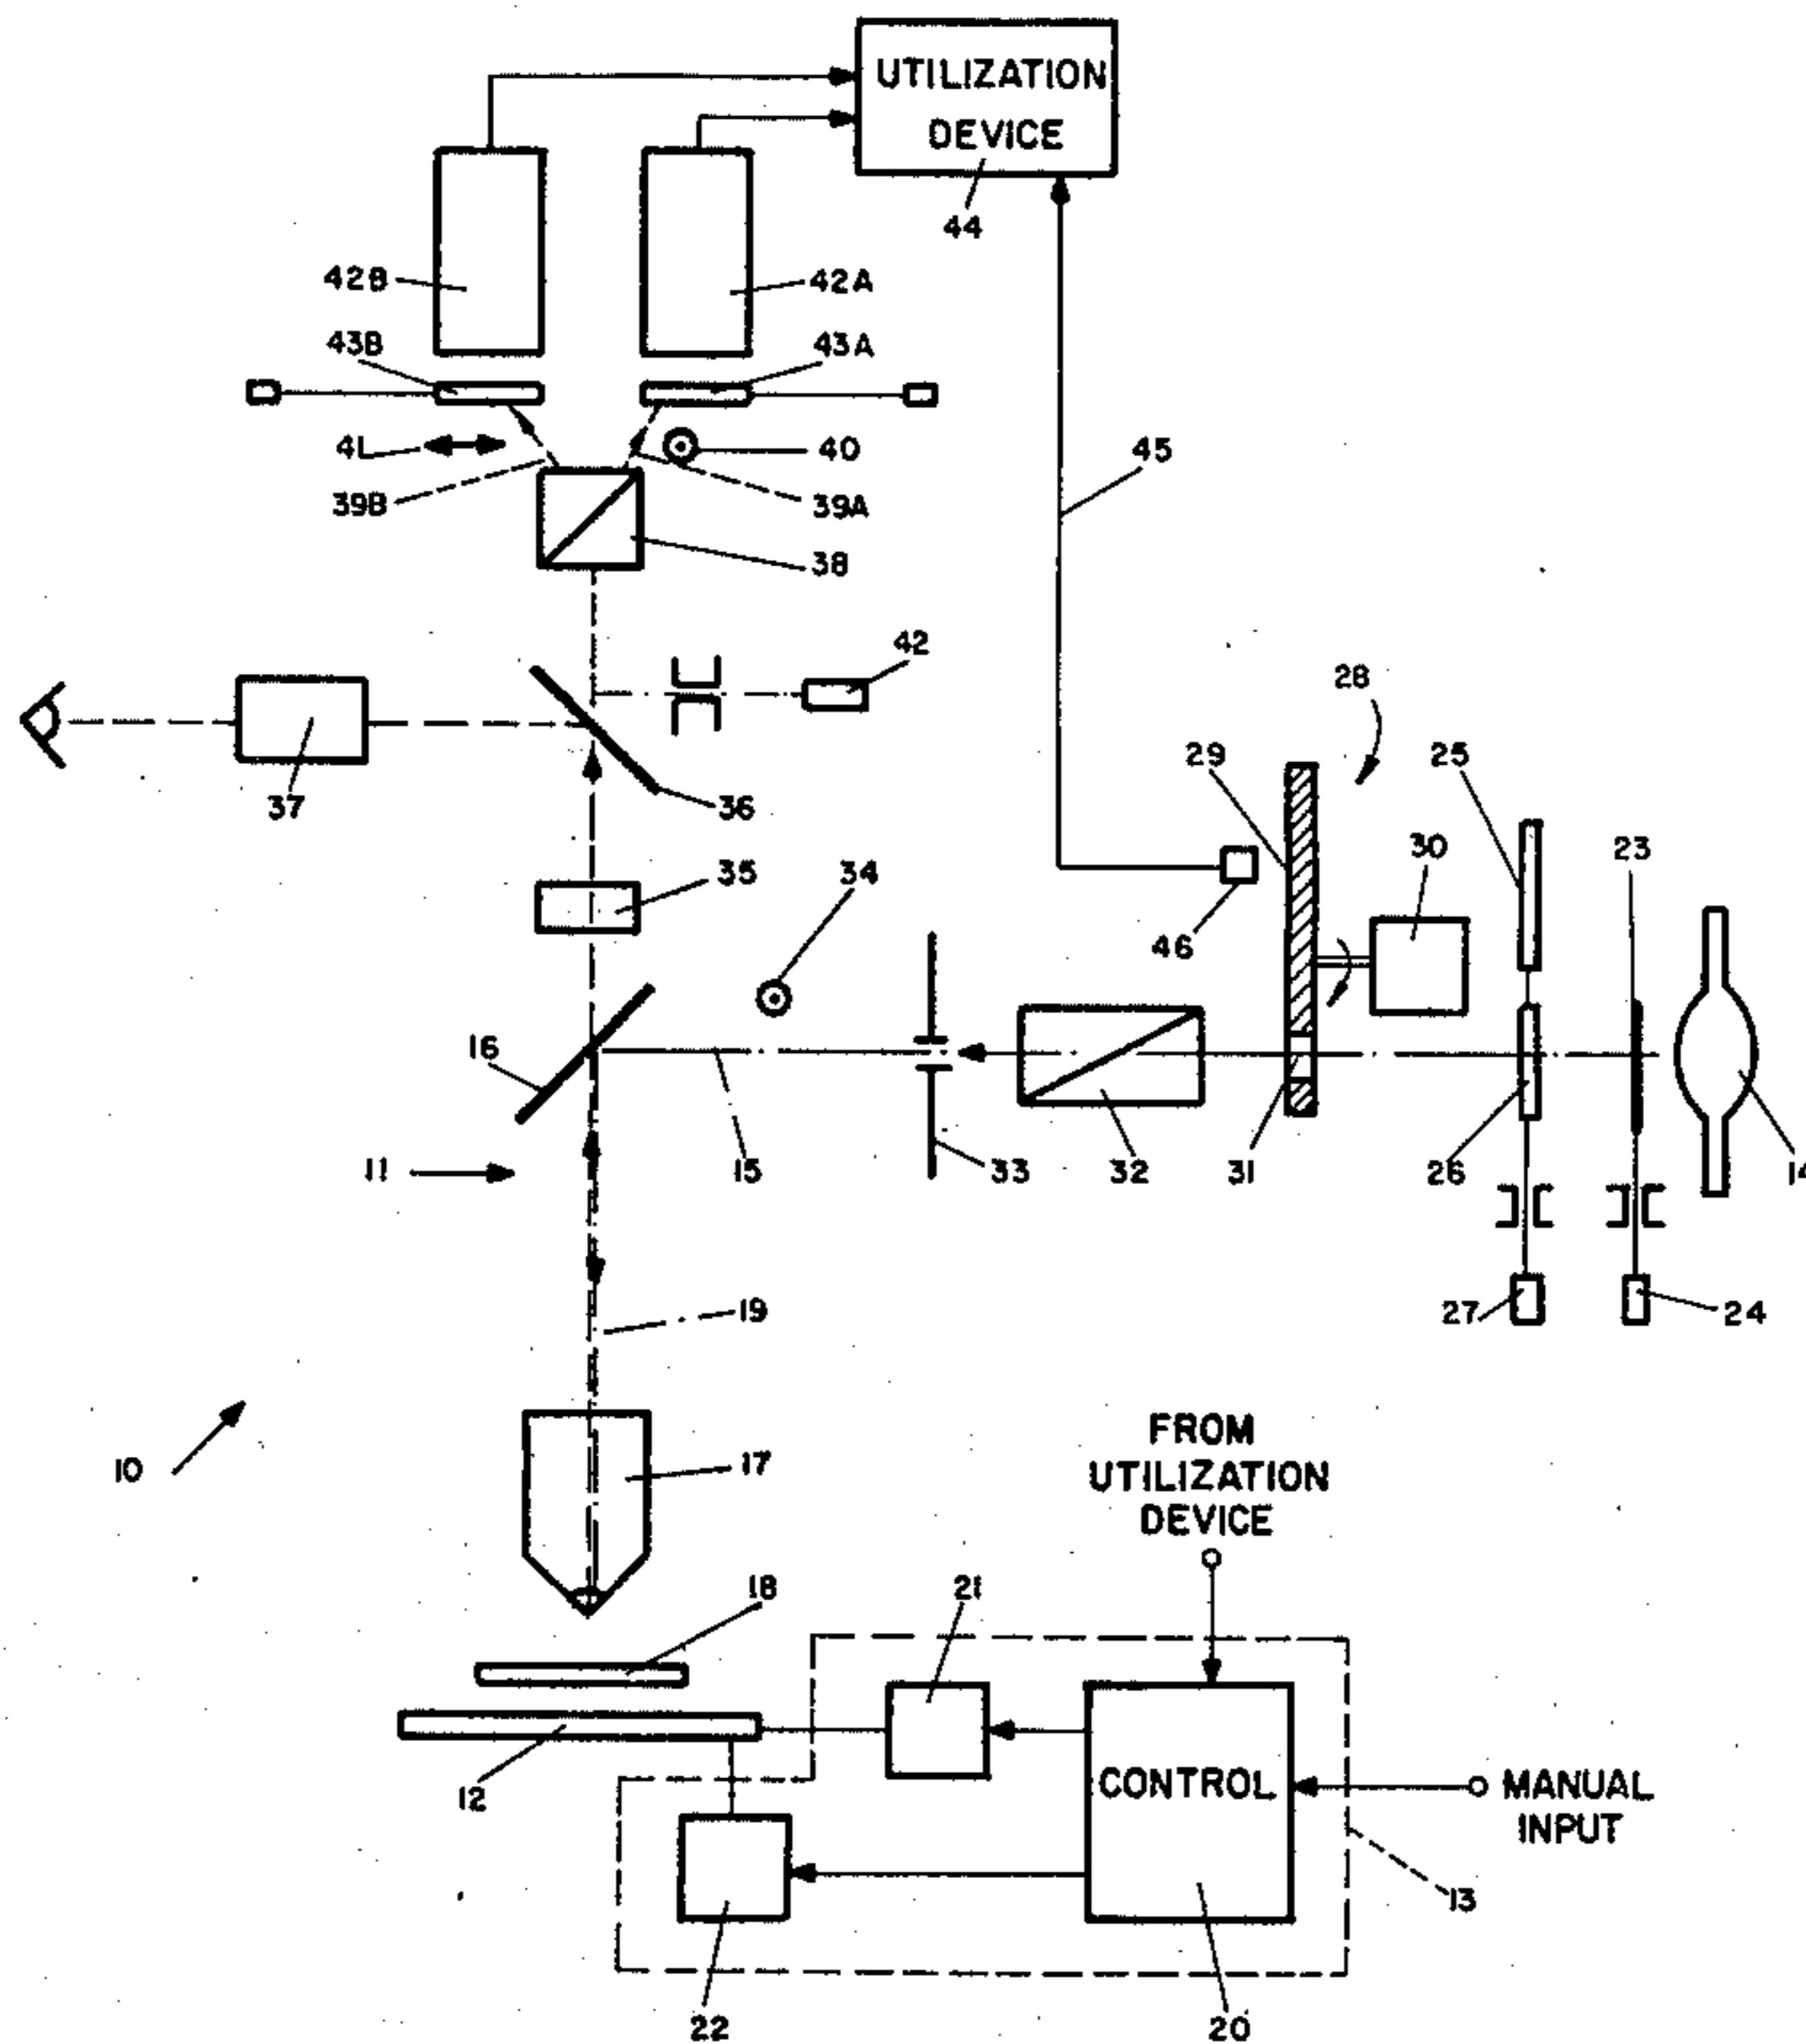 UTILIZATION
DEVICE
44
42B
42A
43B
43A
41
40
45
39B
39A
38
42
28
37
36
29
25
30
23
35
34
46
16
11
15
33
32
31
26
14
27
24
19
10
17
FROM
UTILIZATION
DEVICE
18
21
12
CONTROL
MANUAL
INPUT
13
22
20